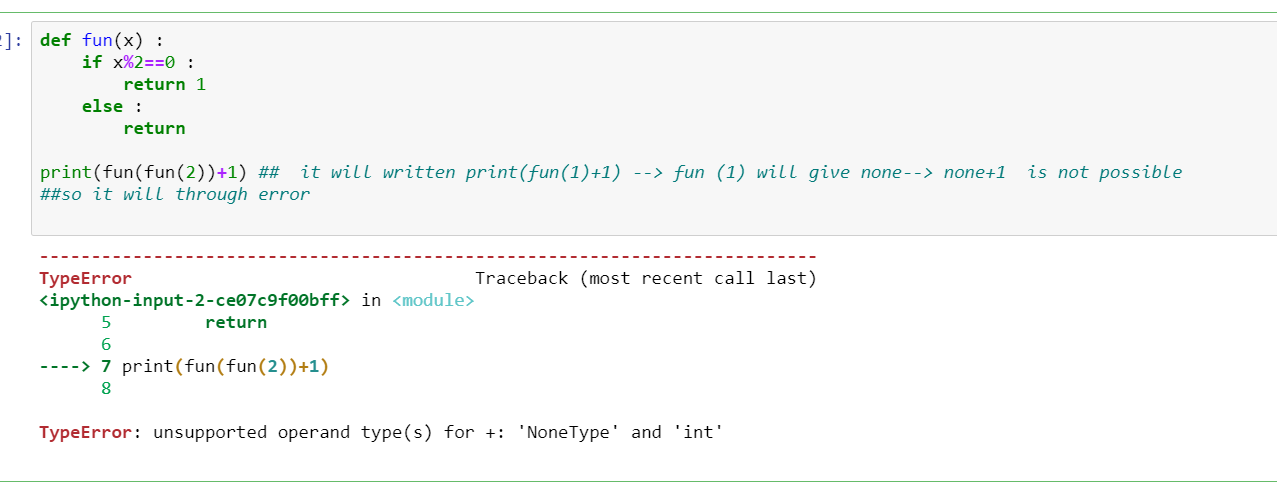 2]: def fun(x) :
    if x%2==0 :
        return 1
    else :
        return
print(fun(fun(2))+1) ##  it will written print(fun(1)+1) --> fun (1) will give none--> none+1  is not possible
##so it will through error
---------------------------------------------------------------------------
TypeError                                 Traceback (most recent call last)
<ipython-input-2-ce07c9f00bff> in <module>
      5         return
      6
----> 7 print(fun(fun(2))+1)
      8
TypeError: unsupported operand type(s) for +: 'NoneType' and 'int'